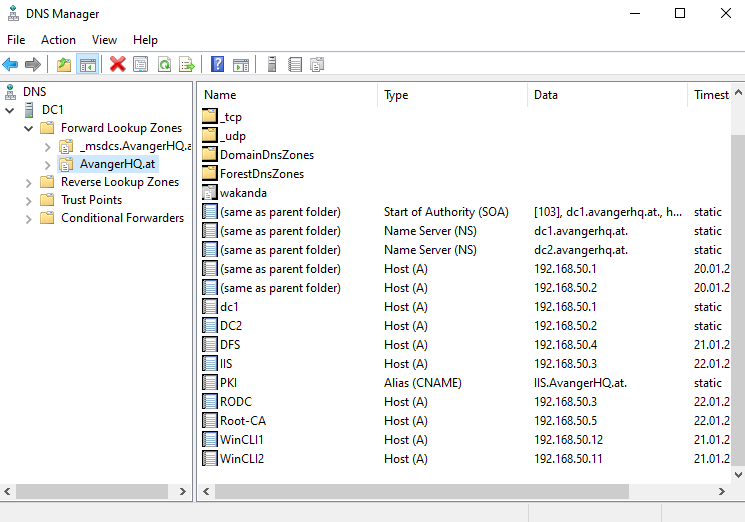 DNS Manager
File Action View Help
DNS
DC1
Forward Lookup Zones
_msdcs.AvangerHQ.a
AvangerHQ.at
Reverse Lookup Zones
Trust Points
Conditional Forwarders
Name Type Data Timest
_tcp
_udp
DomainDnsZones
ForestDnsZones
wakanda
(same as parent folder) Start of Authority (SOA) [103], dc1.avangerhq.at., h... static
(same as parent folder) Name Server (NS) dc1.avangerhq.at. static
(same as parent folder) Name Server (NS) dc2.avangerhq.at. static
(same as parent folder) Host (A) 192.168.50.1 20.01.2
(same as parent folder) Host (A) 192.168.50.2 20.01.2
dc1 Host (A) 192.168.50.1 static
DC2 Host (A) 192.168.50.2 static
DFS Host (A) 192.168.50.4 21.01.2
IIS Host (A) 192.168.50.3 22.01.2
PKI Alias (CNAME) IIS.AvangerHQ.at. static
RODC Host (A) 192.168.50.3 22.01.2
Root-CA Host (A) 192.168.50.5 22.01.2
WinCLI1 Host (A) 192.168.50.12 21.01.2
WinCLI2 Host (A) 192.168.50.11 21.01.2